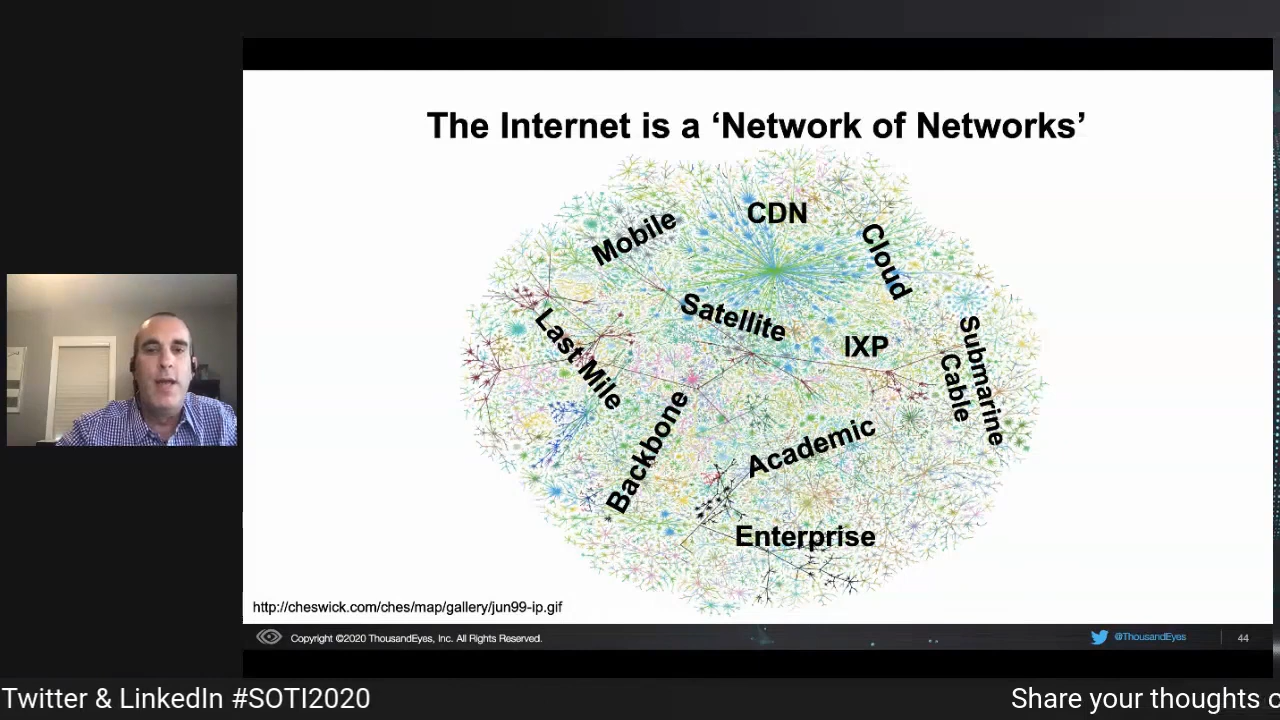 The Internet is a ‘Network of Networks’
CDN
Mobile
Cloud
Satellite
Last Mile
IXP
Submarine
Cable
Backbone
Academic
Enterprise
http://cheswick.com/ches/map/gallery/jun99-ip.gif
Copyright ©2020 ThousandEyes, Inc. All Rights Reserved.
@ThousandEyes
44
Twitter & LinkedIn #SOTI2020
Share your thoughts